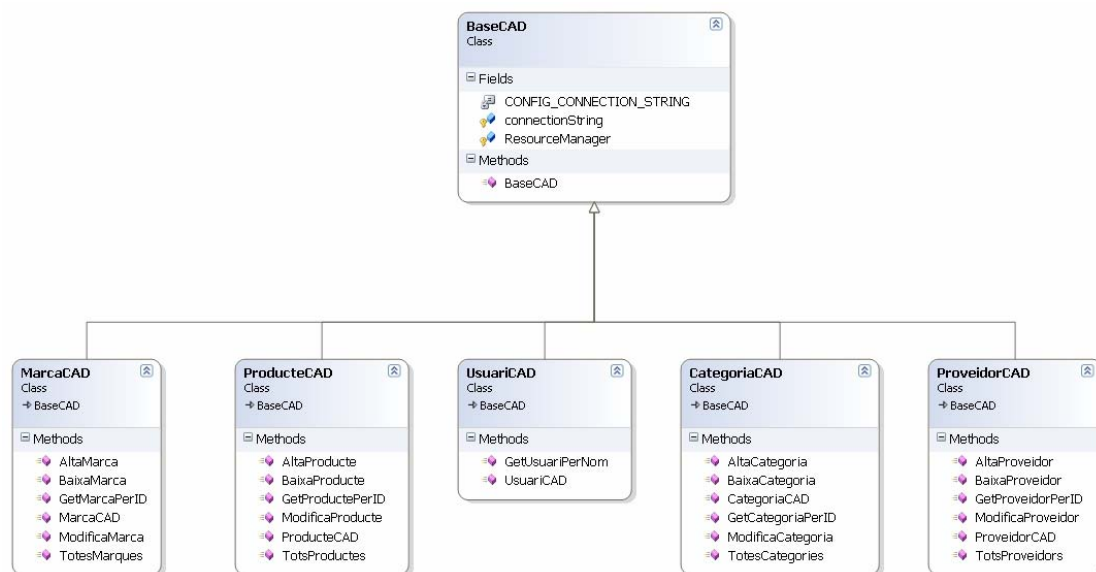 BaseCAD
Class
Fields
CONFIG_CONNECTION_STRING
connectionString
ResourceManager
Methods
BaseCAD
MarcaCAD
Class
BaseCAD
Methods
AltaMarca
BaixaMarca
GetMarcaPerID
MarcaCAD
ModificaMarca
TotesMarques
ProducteCAD
Class
BaseCAD
Methods
AltaProducte
BaixaProducte
GetProductePerID
ModificaProducte
ProducteCAD
TotsProductes
UsuariCAD
Class
BaseCAD
Methods
GetUsuariPerNom
UsuariCAD
CategoriaCAD
Class
BaseCAD
Methods
AltaCategoria
BaixaCategoria
CategoriaCAD
GetCategoriaPerID
ModificaCategoria
TotesCategories
ProveidorCAD
Class
BaseCAD
Methods
AltaProveidor
BaixaProveidor
GetProveidorPerID
ModificaProveidor
ProveidorCAD
TotsProveidors